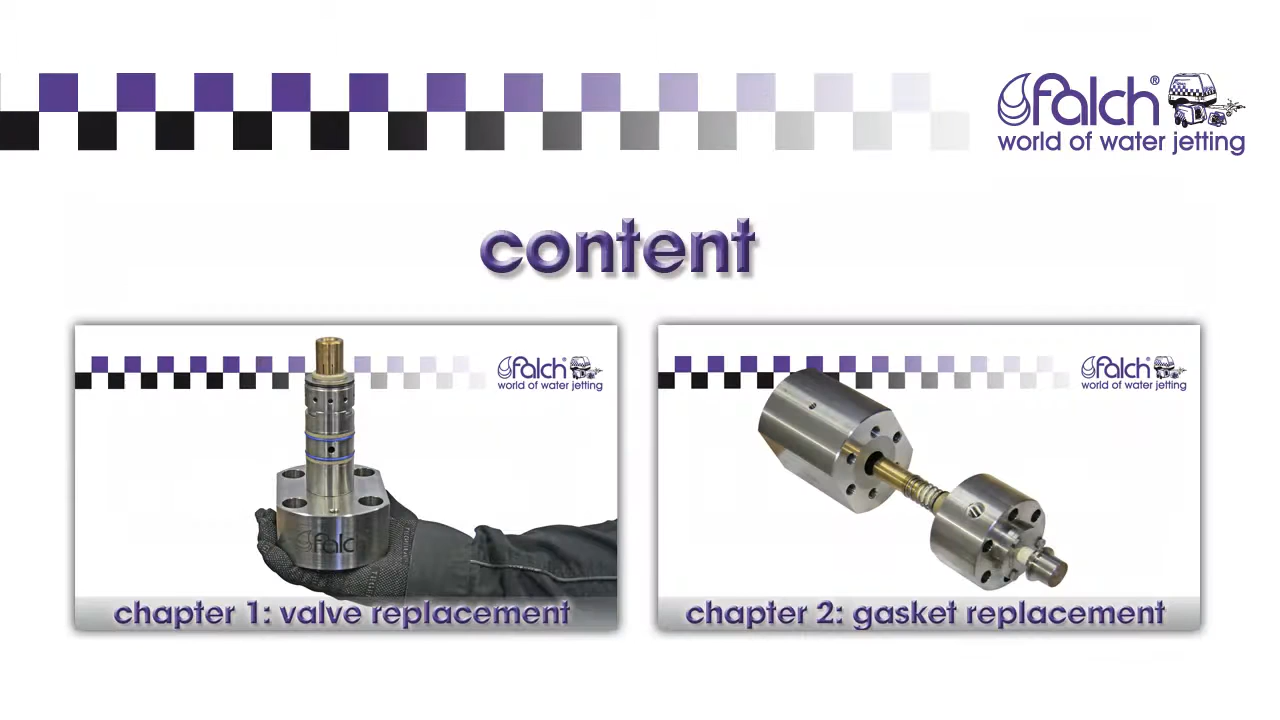 falch®
world of water jetting
content
falch®
world of water jetting
falch
chapter 1: valve replacement
falch®
world of water jetting
chapter 2: gasket replacement